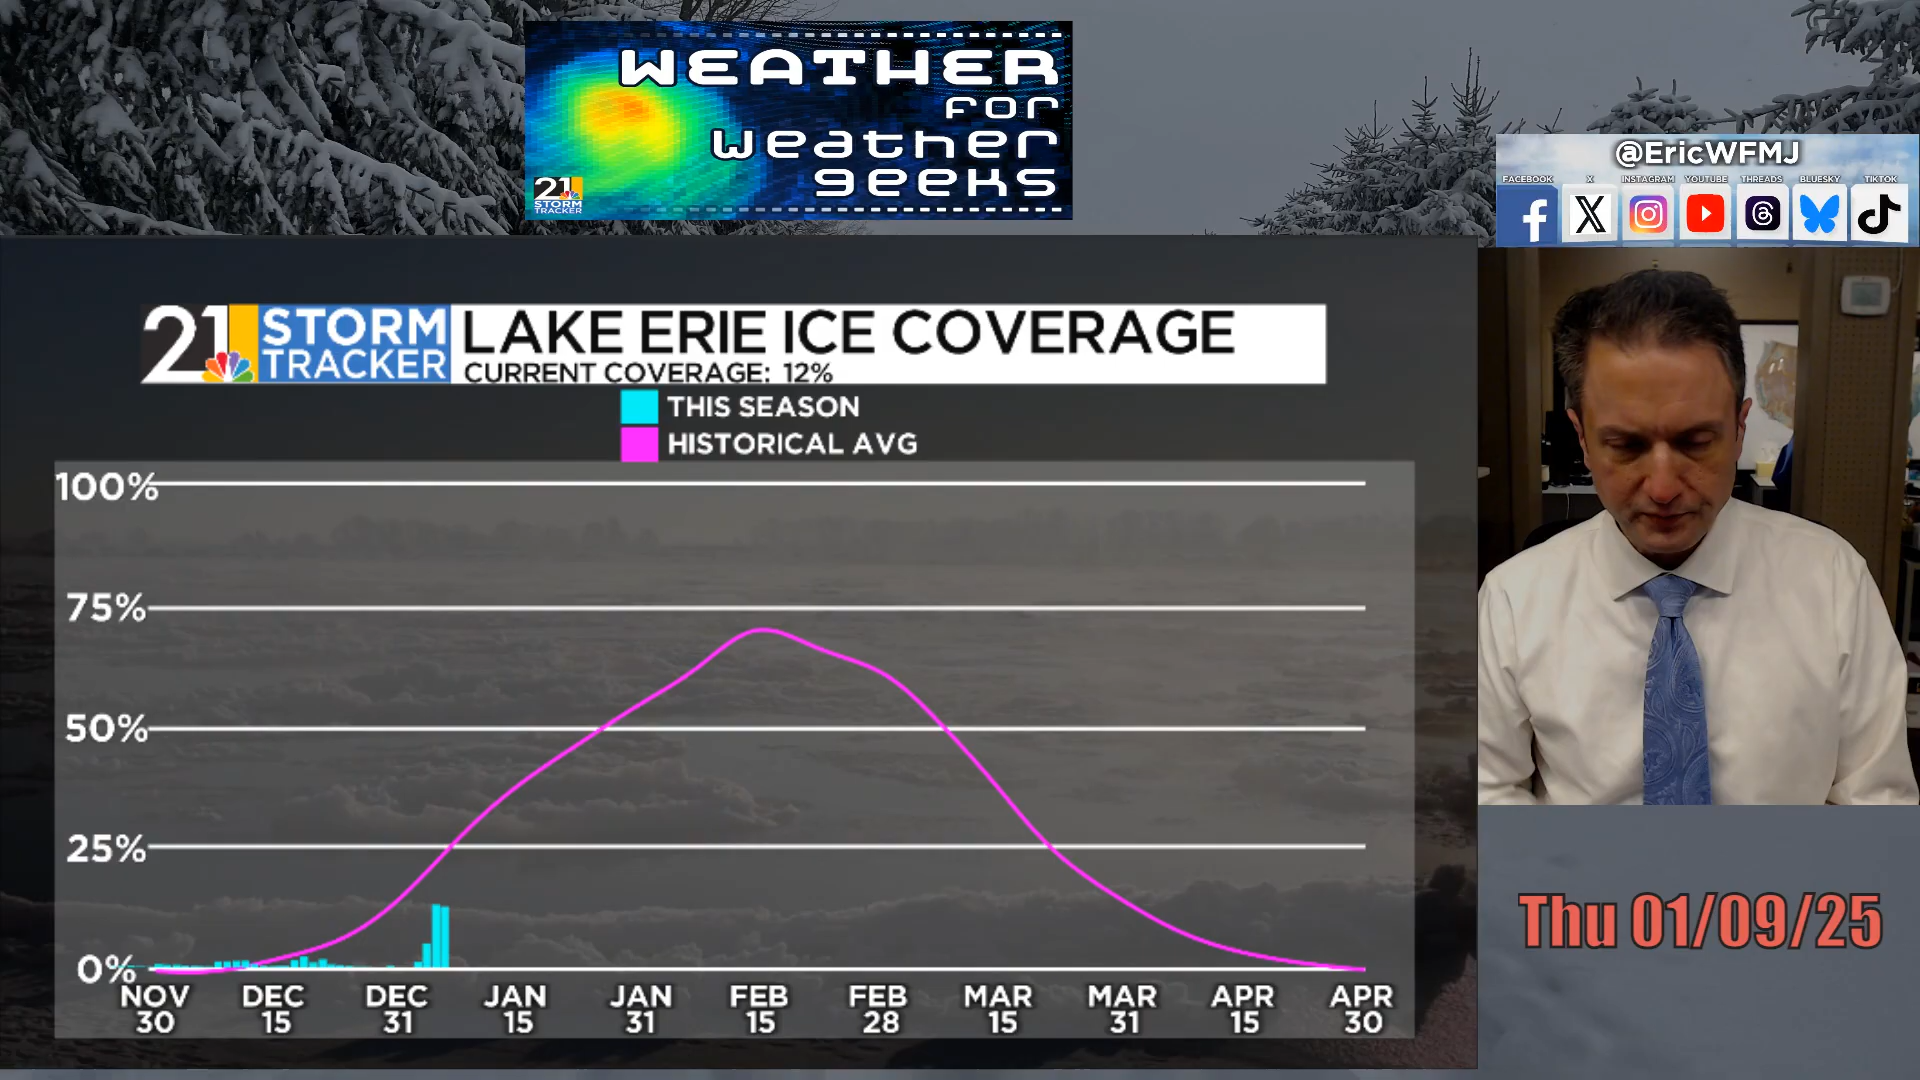 WEATHER
FOR
weather
geeks
21
STORM
TRACKER
@EricWFMJ
FACEBOOK X INSTAGRAM YOUTUBE THREADS BLUESKY TIKTOK
21 STORM TRACKER
LAKE ERIE ICE COVERAGE
CURRENT COVERAGE: 12%
THIS SEASON
HISTORICAL AVG
100%
75%
50%
25%
0%
NOV 30
DEC 15
DEC 31
JAN 15
JAN 31
FEB 15
FEB 28
MAR 15
MAR 31
APR 15
APR 30
Thu 01/09/25